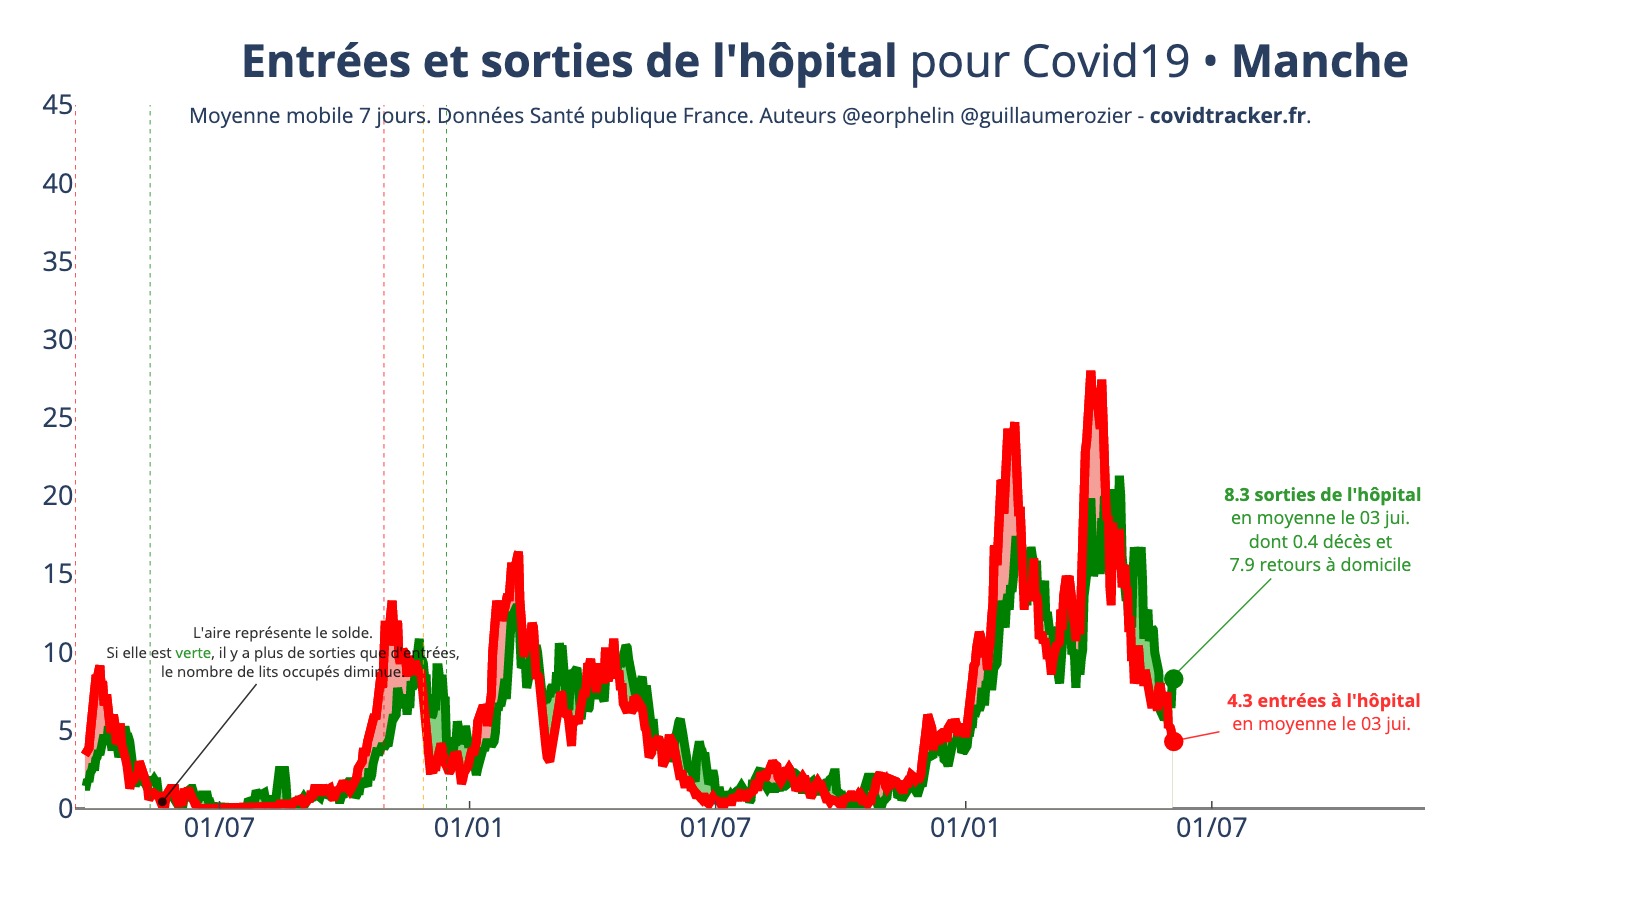 Entrées et sorties de l'hôpital pour Covid19 • Manche
Moyenne mobile 7 jours. Données Santé publique France. Auteurs @eorphelin @guillaumerozier - covidtracker.fr.
45
40
35
30
25
20
15
10
5
0
L'aire représente le solde.
Si elle est verte, il y a plus de sorties que d'entrées,
le nombre de lits occupés diminue.
8.3 sorties de l'hôpital
en moyenne le 03 jui.
dont 0.4 décès et
7.9 retours à domicile
4.3 entrées à l'hôpital
en moyenne le 03 jui.
01/07
01/01
01/07
01/01
01/07